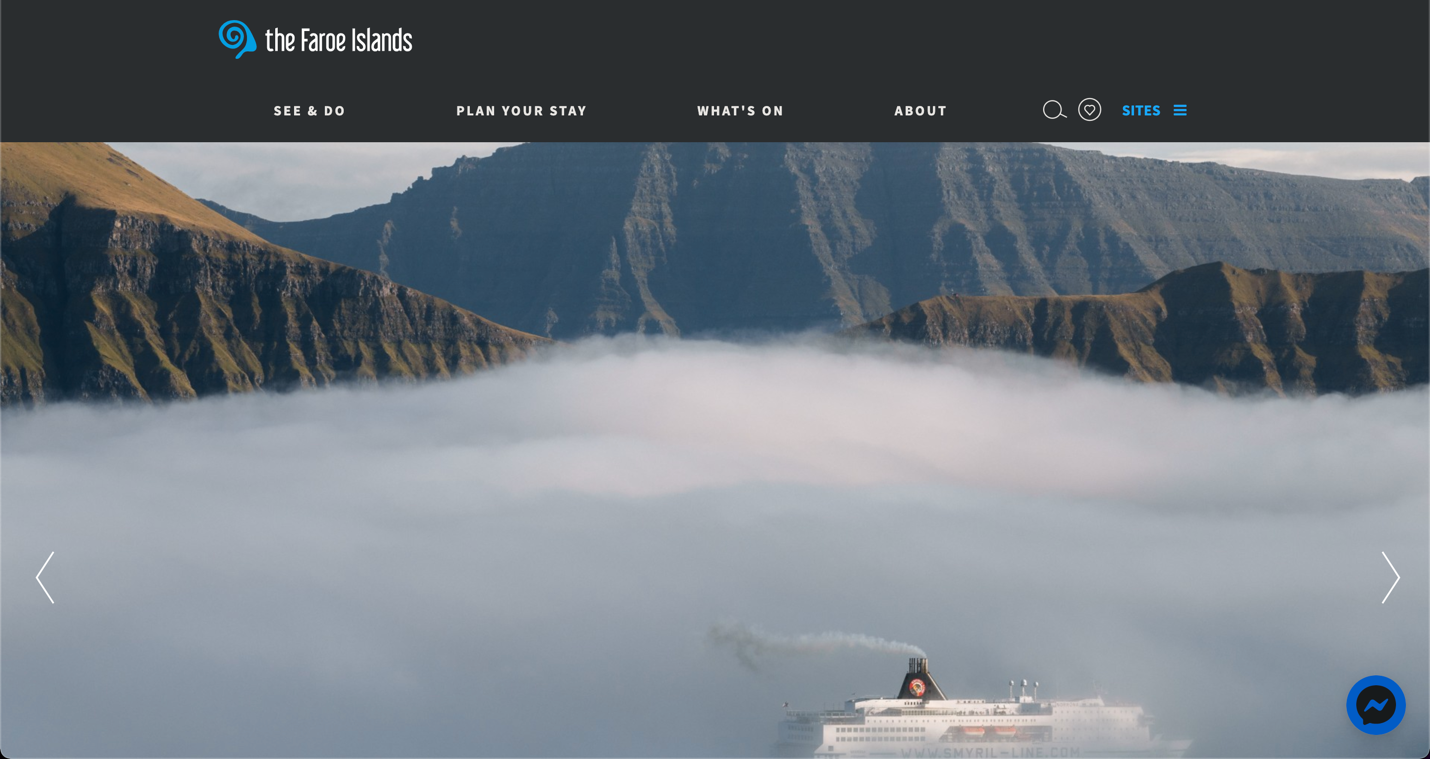 the Faroe Islands
SEE & DO
PLAN YOUR STAY
WHAT'S ON
ABOUT
SITES
WWW.SMYRIL-LINE.COM